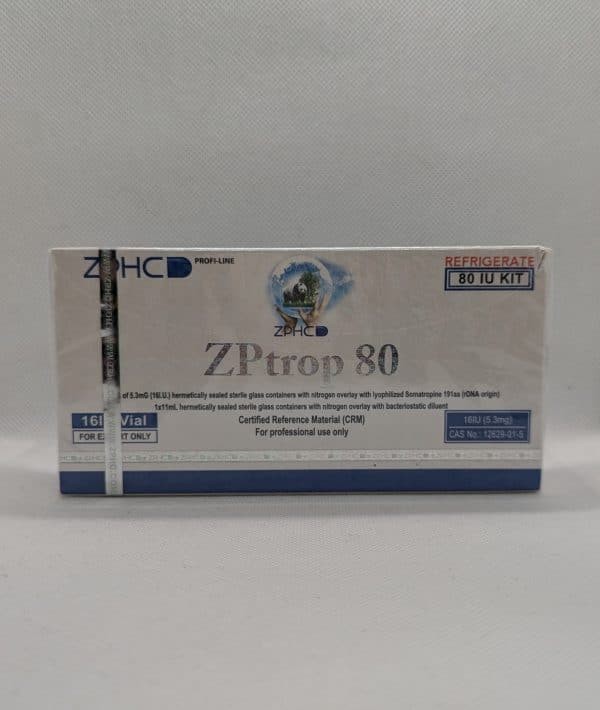 ZPHC PROFI-LINE
REFRIGERATE
80 IU KIT
ZPHC
ZPtrop 80
of 5.3mG (16I.U.) hermetically sealed sterile glass containers with nitrogen overlay with lyophilized Somatropine 191aa (rDNA origin)
1x11mL hermetically sealed sterile glass containers with nitrogen overlay with bacteriostatic diluent
Certified Reference Material (CRM)
For professional use only
Vial
FOR ONLY
16IU (5.3mg)
CAS No.: 12629-01-5